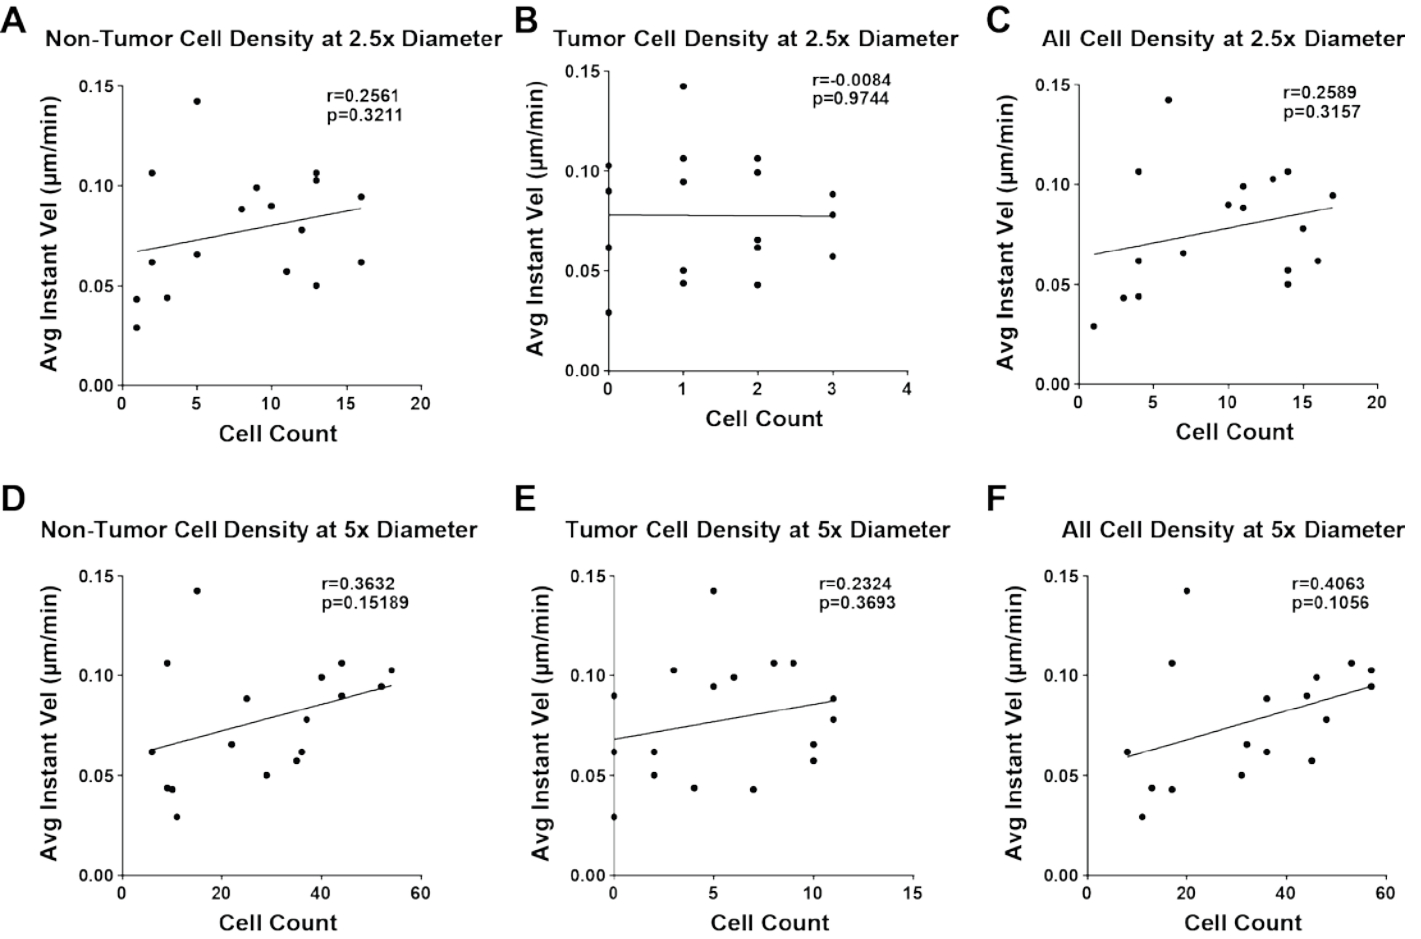 A
Non-Tumor Cell Density at 2.5x Diameter
r=0.2561
p=0.3211
Avg Instant Vel (μm/min)
0.15
0.10
0.05
0.00
0 5 10 15 20
Cell Count
B
Tumor Cell Density at 2.5x Diameter
r=-0.0084
p=0.9744
Avg Instant Vel (μm/min)
0.15
0.10
0.05
0.00
0 1 2 3 4
Cell Count
C
All Cell Density at 2.5x Diameter
r=0.2589
p=0.3157
Avg Instant Vel (μm/min)
0.15
0.10
0.05
0.00
0 5 10 15 20
Cell Count
D
Non-Tumor Cell Density at 5x Diameter
r=0.3632
p=0.15189
Avg Instant Vel (μm/min)
0.15
0.10
0.05
0.00
0 20 40 60
Cell Count
E
Tumor Cell Density at 5x Diameter
r=0.2324
p=0.3693
Avg Instant Vel (μm/min)
0.15
0.10
0.05
0.00
0 5 10 15
Cell Count
F
All Cell Density at 5x Diameter
r=0.4063
p=0.1056
Avg Instant Vel (μm/min)
0.15
0.10
0.05
0.00
0 20 40 60
Cell Count